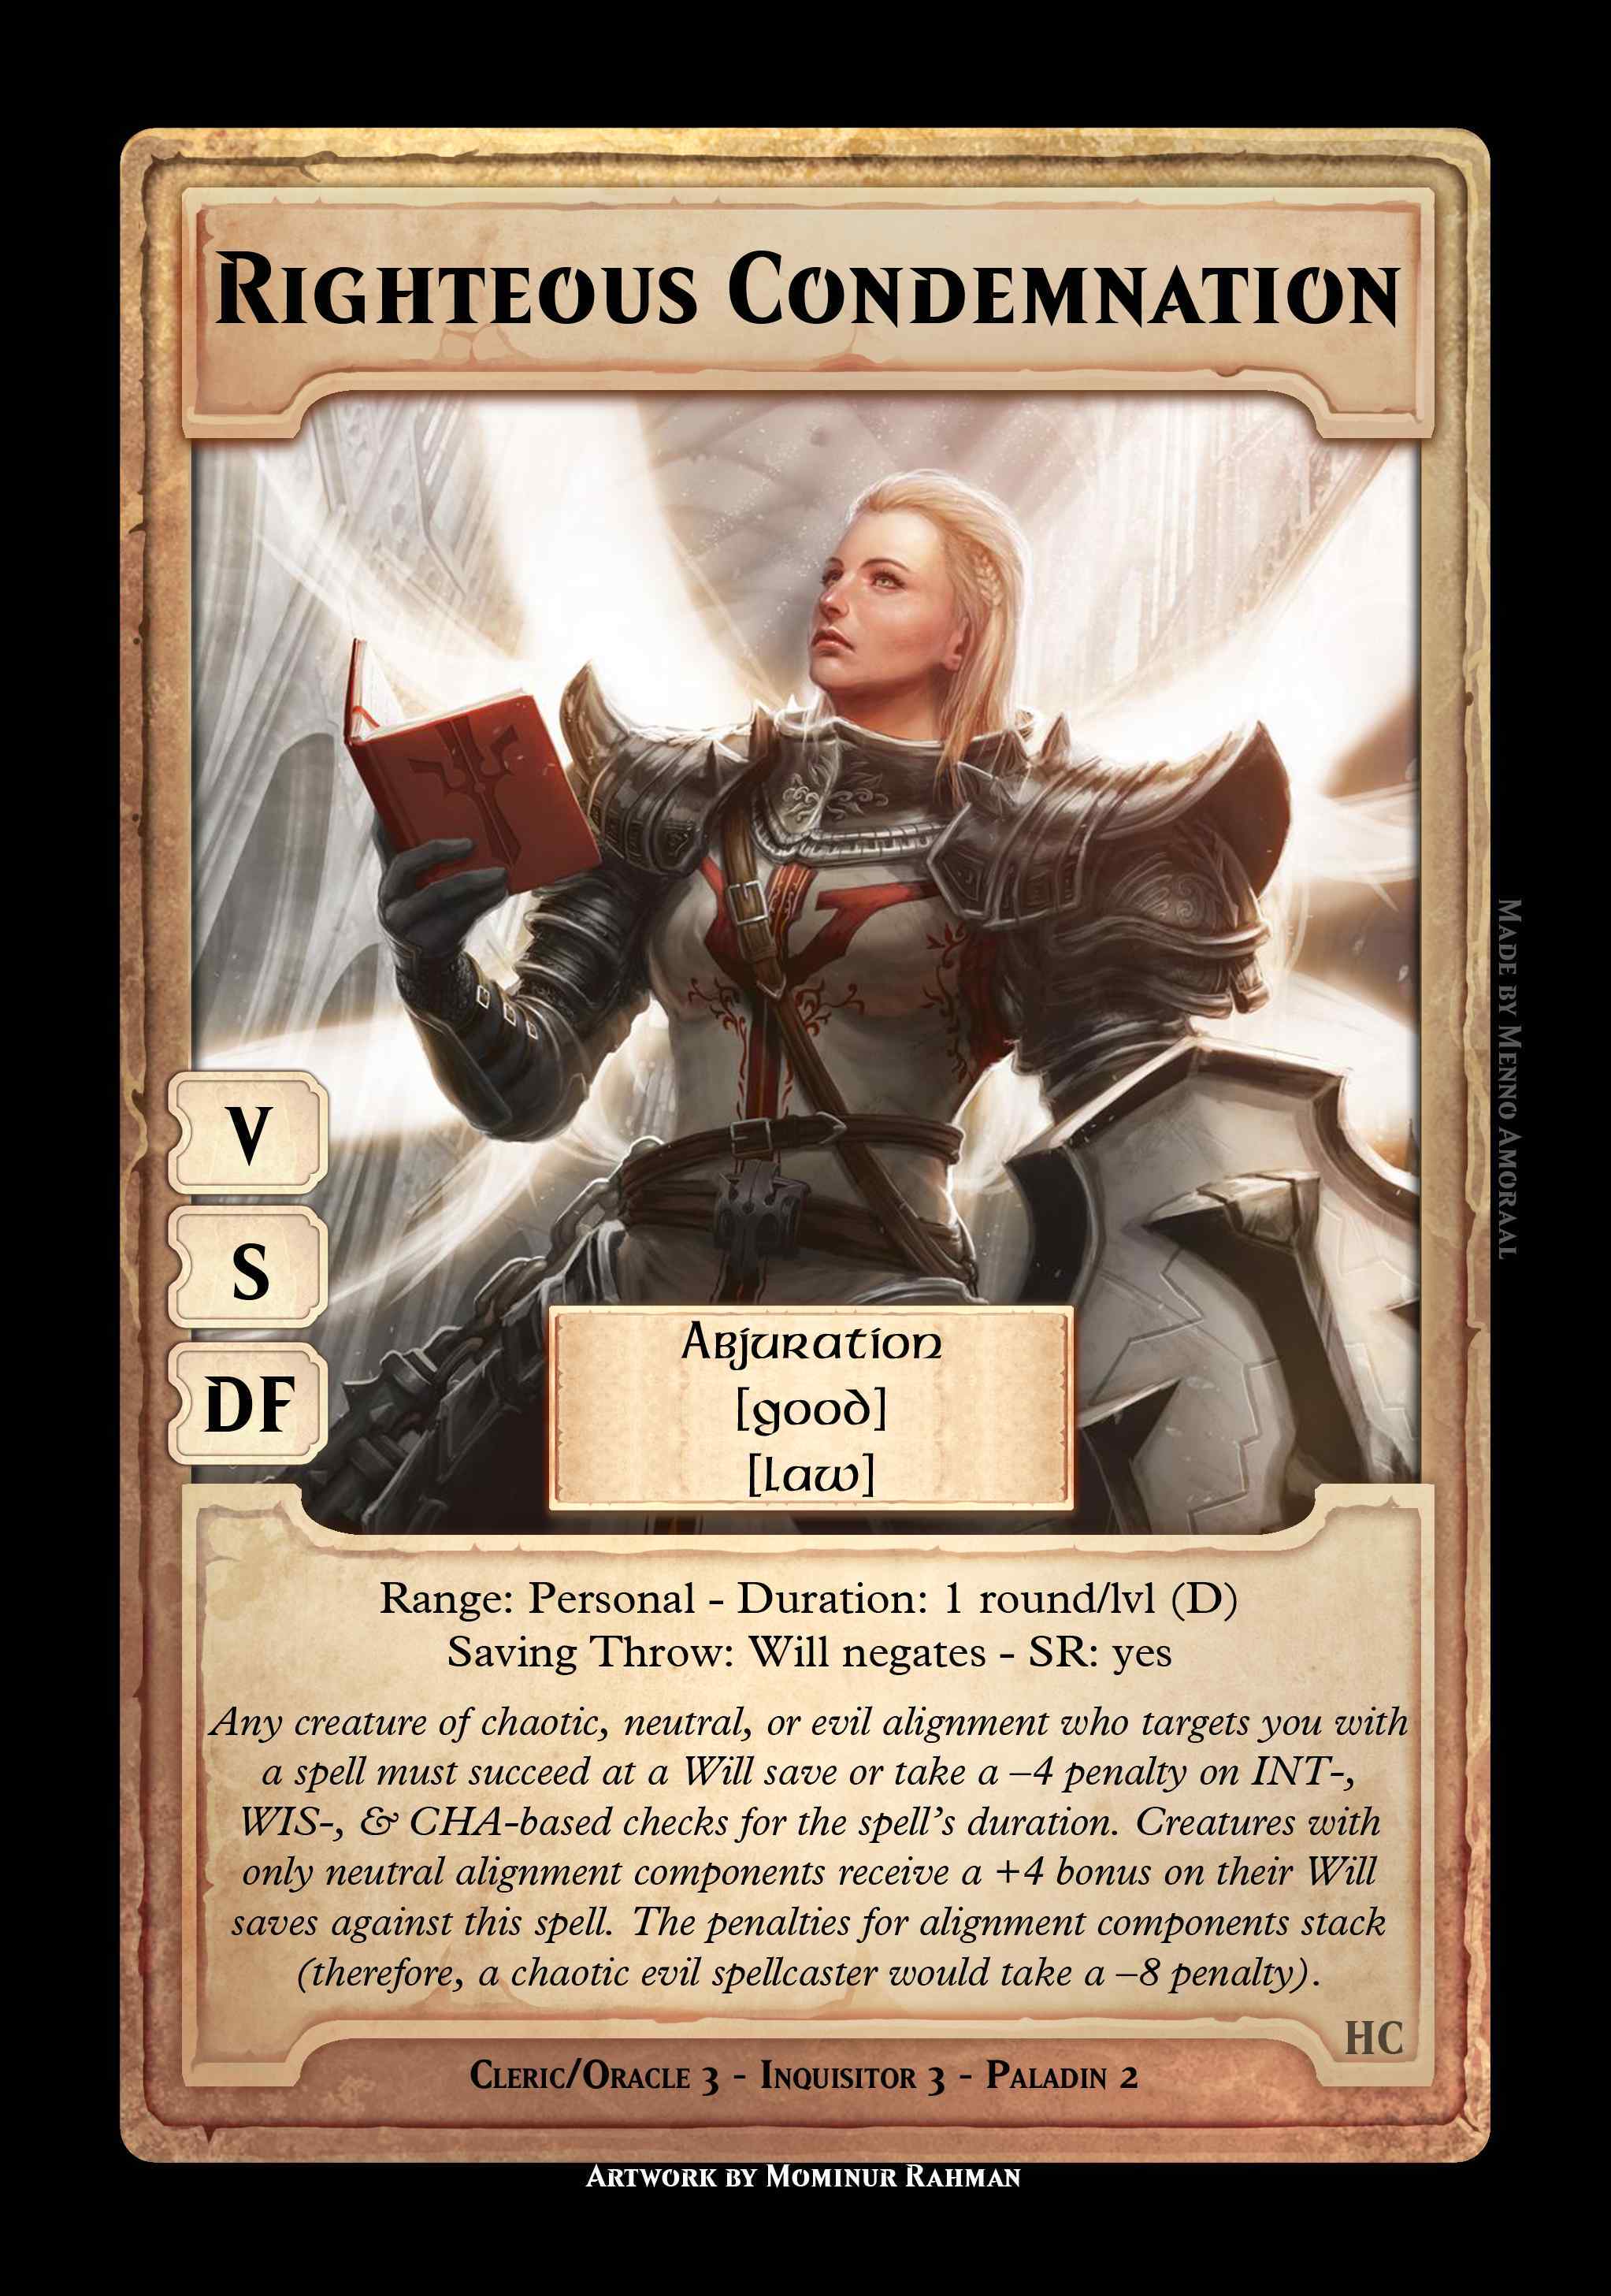 Righteous Condemnation
V
S
DF
Abjuration
[good]
[law]
Range: Personal - Duration: 1 round/lvl (D)
Saving Throw: Will negates - SR: yes
Any creature of chaotic, neutral, or evil alignment who targets you with
a spell must succeed at a Will save or take a –4 penalty on INT-,
WIS-, & CHA-based checks for the spell’s duration. Creatures with
only neutral alignment components receive a +4 bonus on their Will
saves against this spell. The penalties for alignment components stack
(therefore, a chaotic evil spellcaster would take a –8 penalty).
HC
Cleric/Oracle 3 - Inquisitor 3 - Paladin 2
Artwork by Mominur Rahman
Made by Menno Amoraal